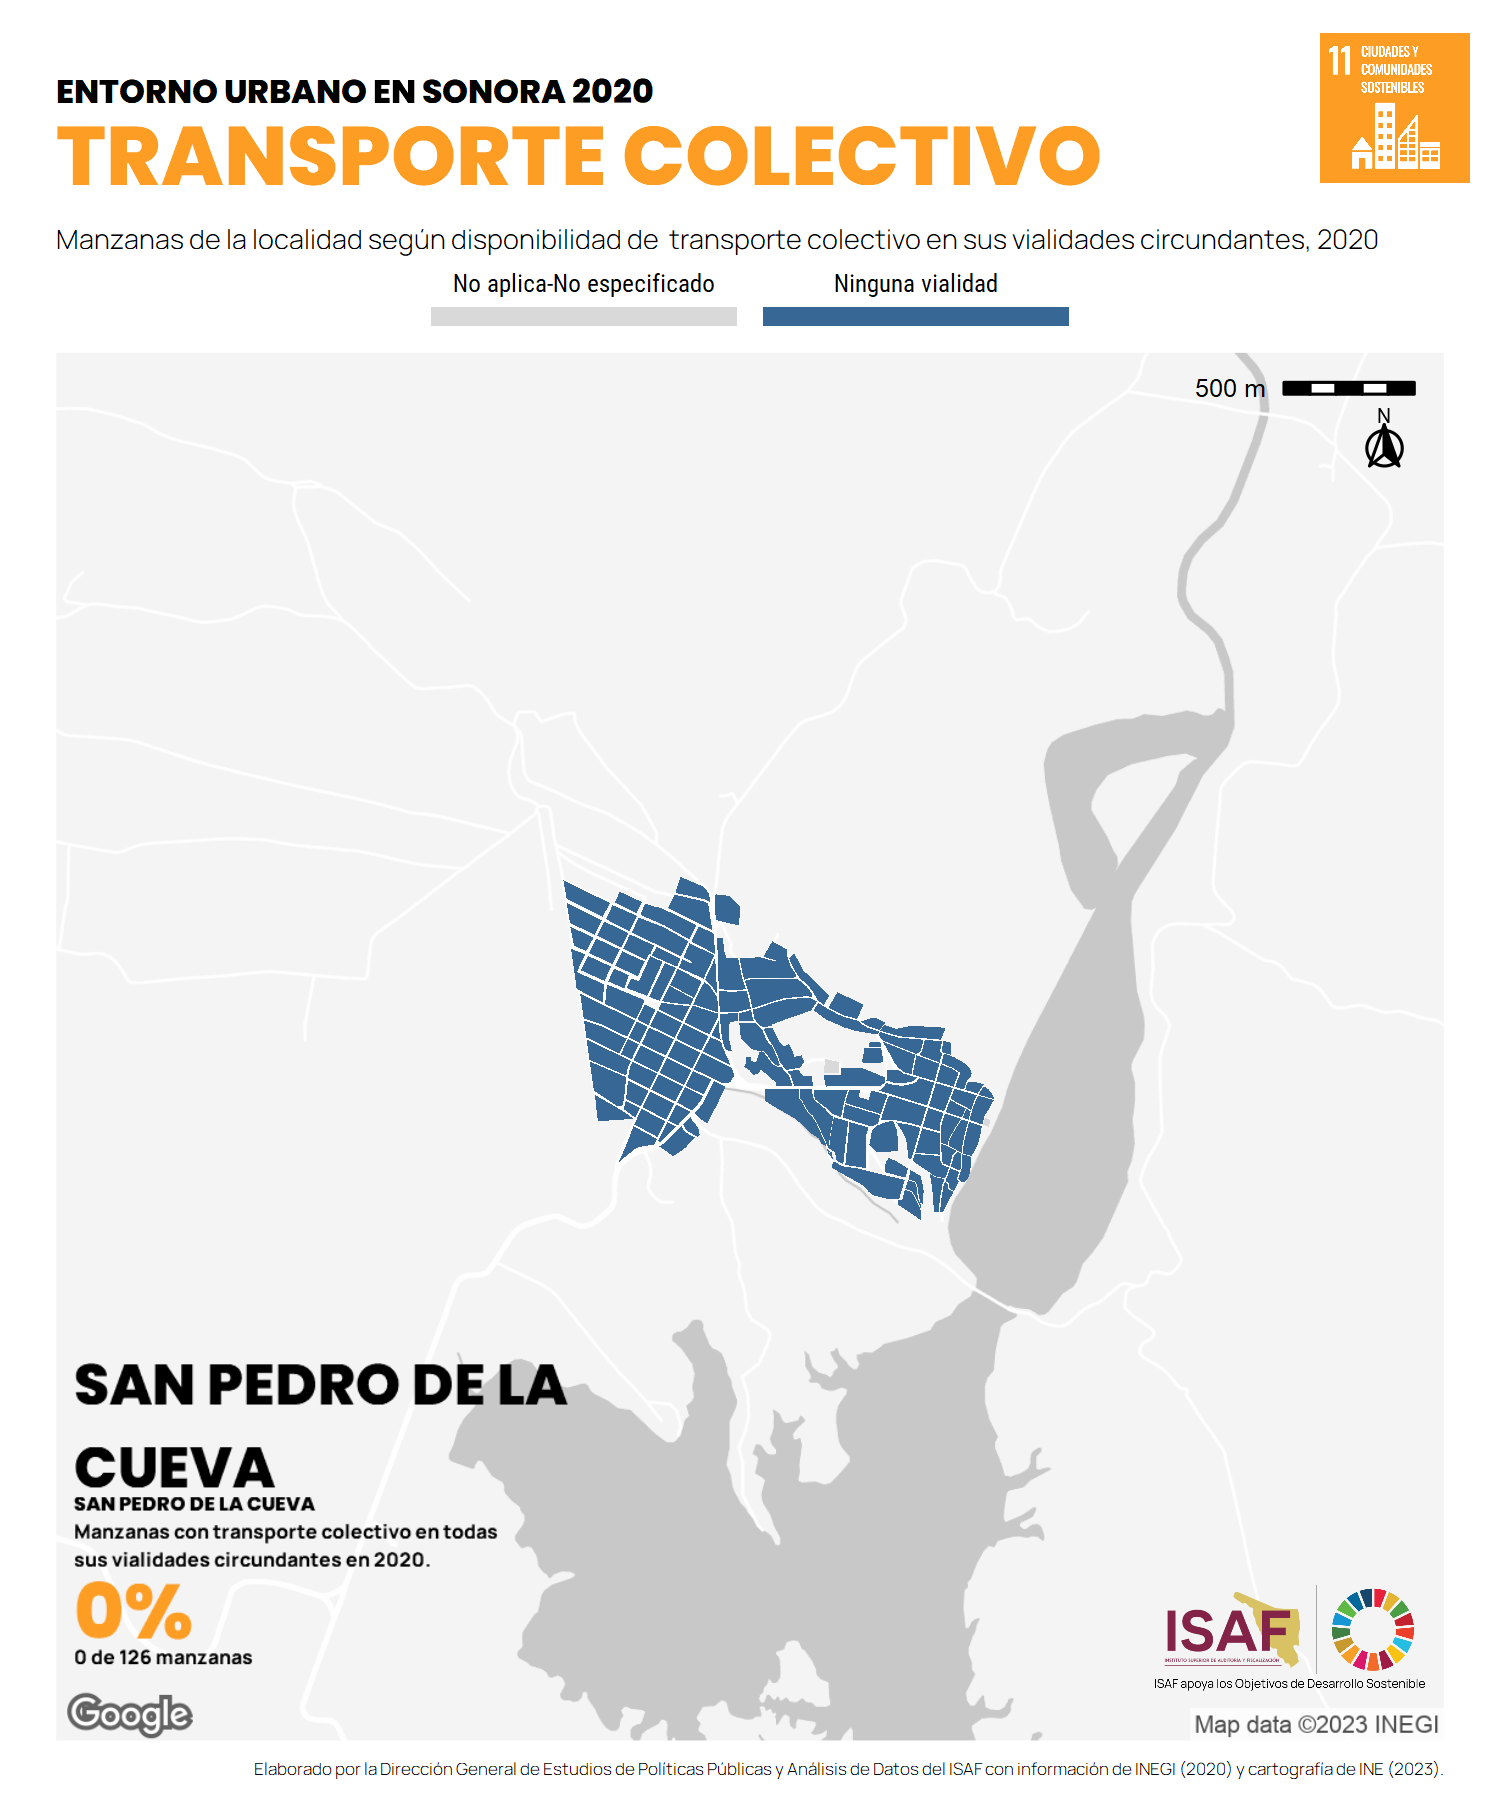 11 CIUDADES Y
COMUNIDADES
SOSTENIBLES
ENTORNO URBANO EN SONORA 2020
TRANSPORTE COLECTIVO
Manzanas de la localidad según disponibilidad de transporte colectivo en sus vialidades circundantes, 2020
No aplica-No especificado
Ninguna vialidad
500 m
N
SAN PEDRO DE LA
CUEVA
SAN PEDRO DE LA CUEVA
Manzanas con transporte colectivo en todas
sus vialidades circundantes en 2020.
0%
0 de 126 manzanas
Google
ISAF
INSTITUTO SUPERIOR DE AUDITORÍA Y FISCALIZACIÓN
ISAF apoya los Objetivos de Desarrollo Sostenible
Map data ©2023 INEGI
Elaborado por la Dirección General de Estudios de Políticas Públicas y Análisis de Datos del ISAF con información de INEGI (2020) y cartografía de INE (2023).